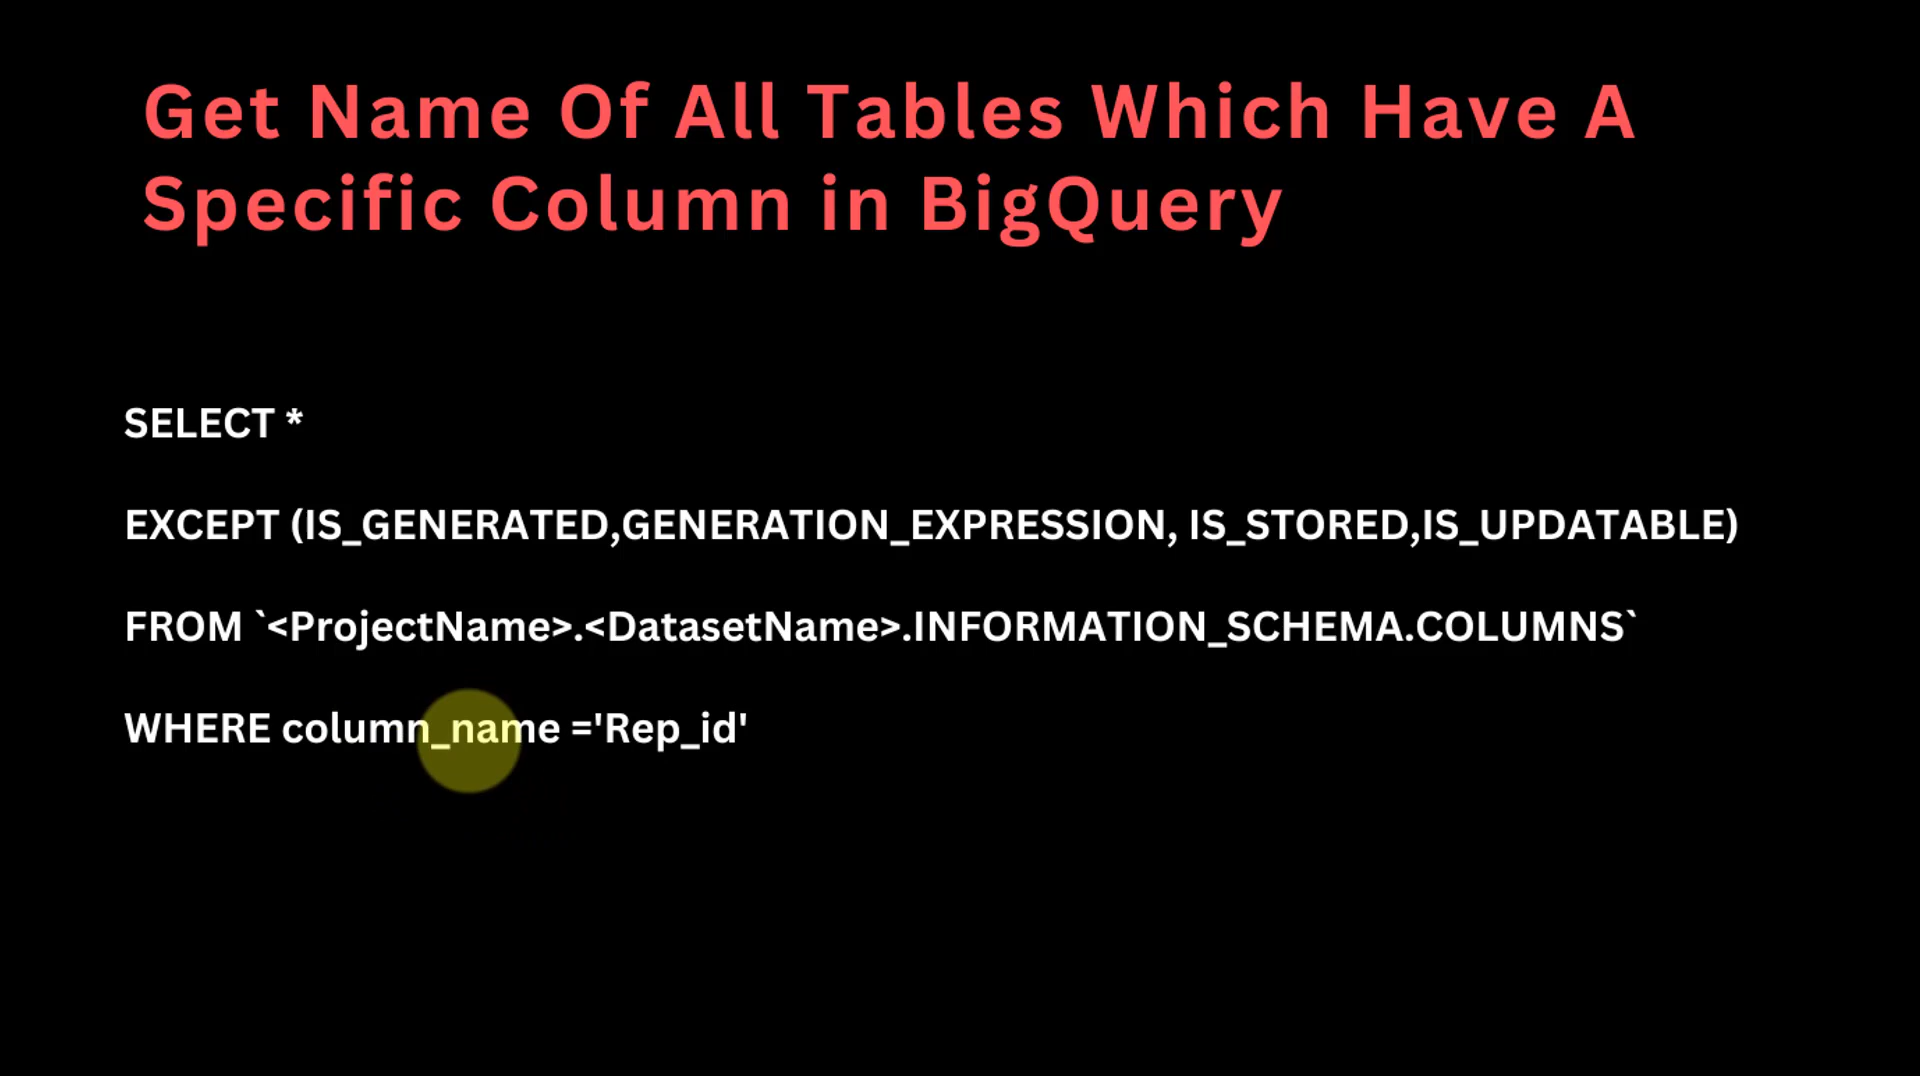 Get Name Of All Tables Which Have A
Specific Column in BigQuery
SELECT *
EXCEPT (IS_GENERATED,GENERATION_EXPRESSION, IS_STORED,IS_UPDATABLE)
FROM `<ProjectName>.<DatasetName>.INFORMATION_SCHEMA.COLUMNS`
WHERE column_name ='Rep_id'